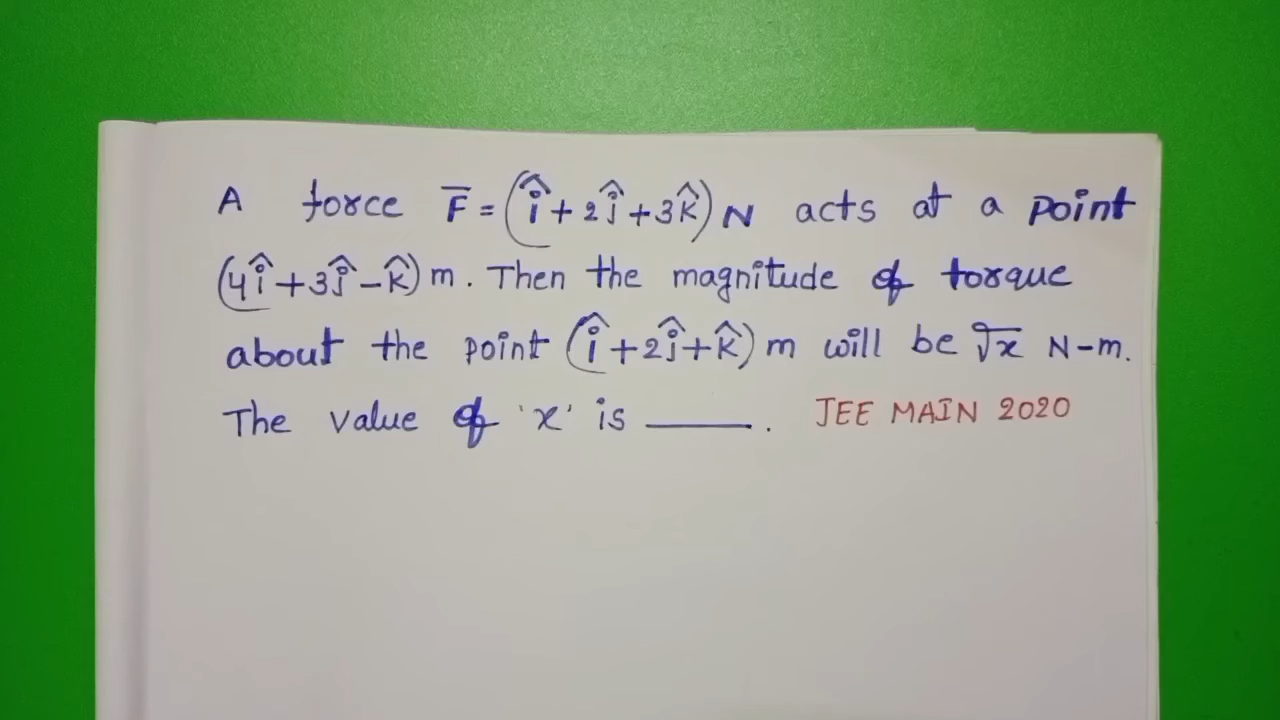 A force F̄ = (î + 2ĵ + 3k̂) N acts at a point
(4î + 3ĵ - k̂) m. Then the magnitude of torque
about the point (î + 2ĵ + k̂) m will be √x N-m.
The value of 'x' is ____. JEE MAIN 2020